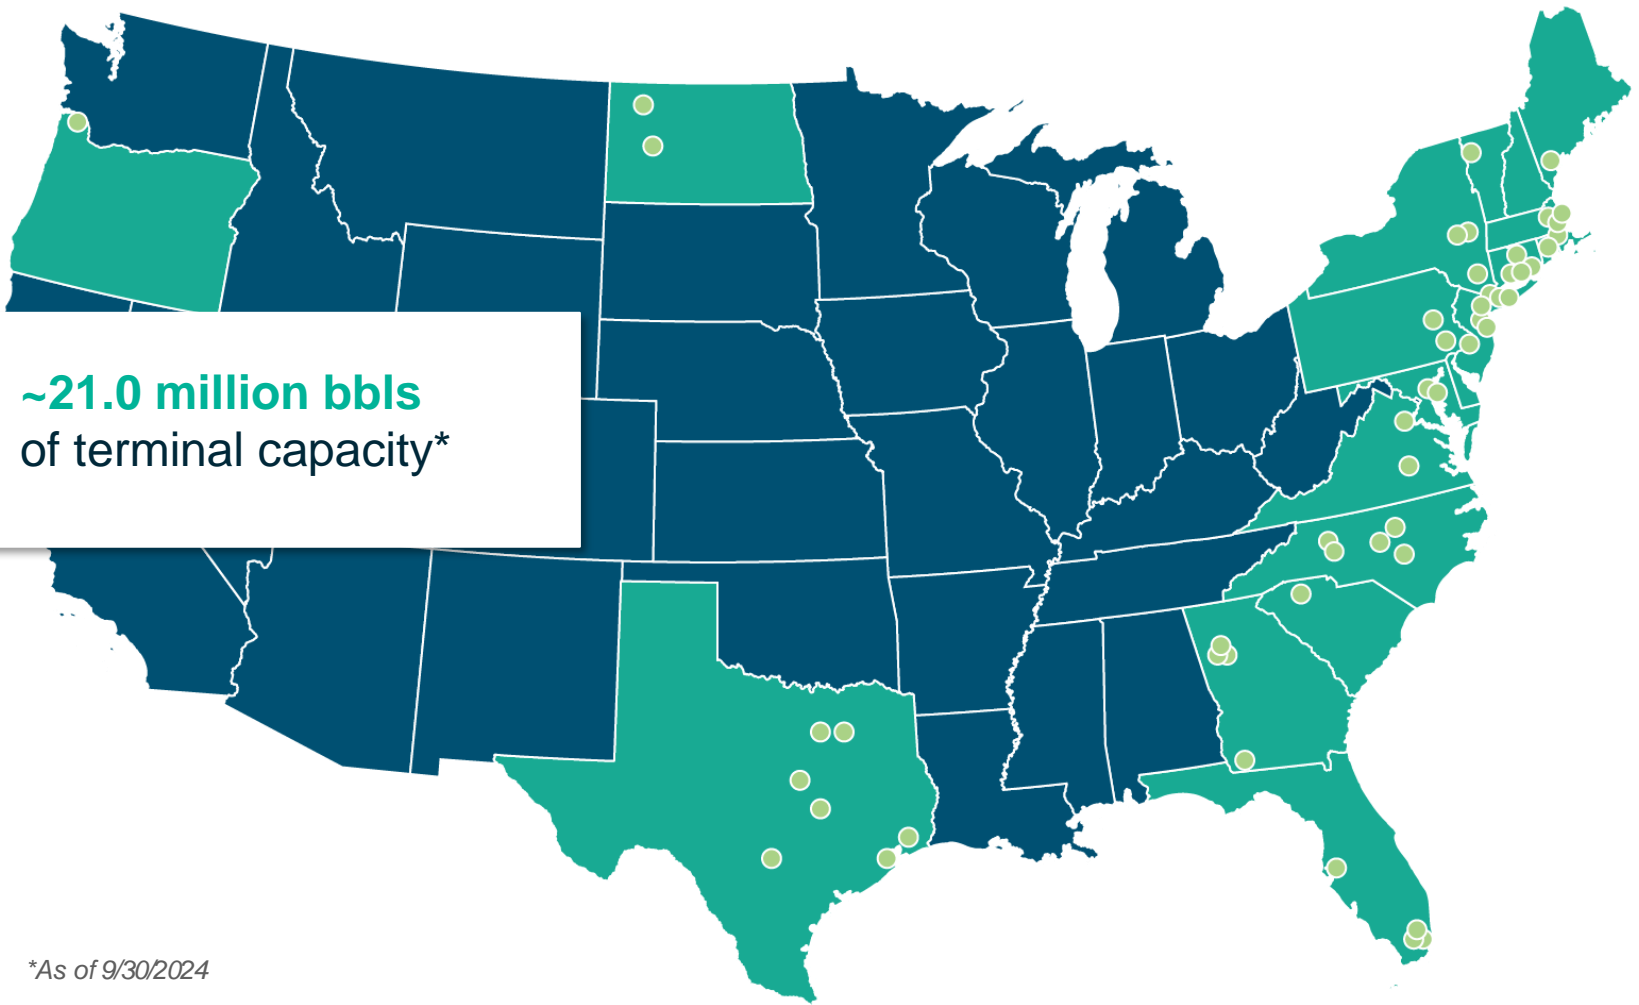 ~21.0 million bbls
of terminal capacity*
*As of 9/30/2024